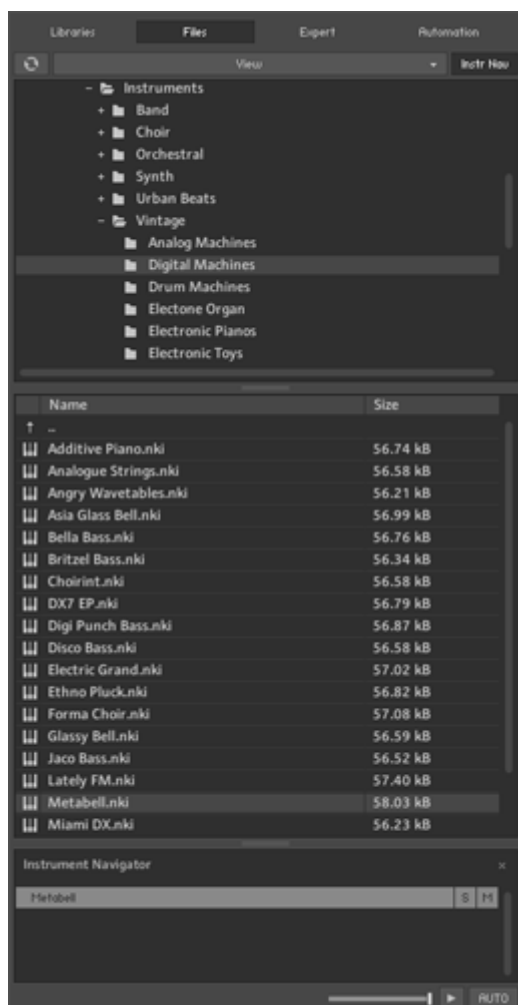 Libraries Files Expert Automation
View Instr Nav
- Instruments
+ Band
+ Choir
+ Orchestral
+ Synth
+ Urban Beats
- Vintage
Analog Machines
Digital Machines
Drum Machines
Electone Organ
Electronic Pianos
Electronic Toys
Name Size
↑ ..
Additive Piano.nki 56.74 kB
Analogue Strings.nki 56.58 kB
Angry Wavetables.nki 56.21 kB
Asia Glass Bell.nki 56.99 kB
Bella Bass.nki 56.76 kB
Britzel Bass.nki 56.34 kB
Choirint.nki 56.58 kB
DX7 EP.nki 56.79 kB
Digi Punch Bass.nki 56.87 kB
Disco Bass.nki 56.58 kB
Electric Grand.nki 57.02 kB
Ethno Pluck.nki 56.82 kB
Forma Choir.nki 57.08 kB
Glassy Bell.nki 56.59 kB
Jaco Bass.nki 56.52 kB
Lately FM.nki 57.40 kB
Metabell.nki 58.03 kB
Miami DX.nki 56.23 kB
Instrument Navigator ×
Metabell S M
AUTO